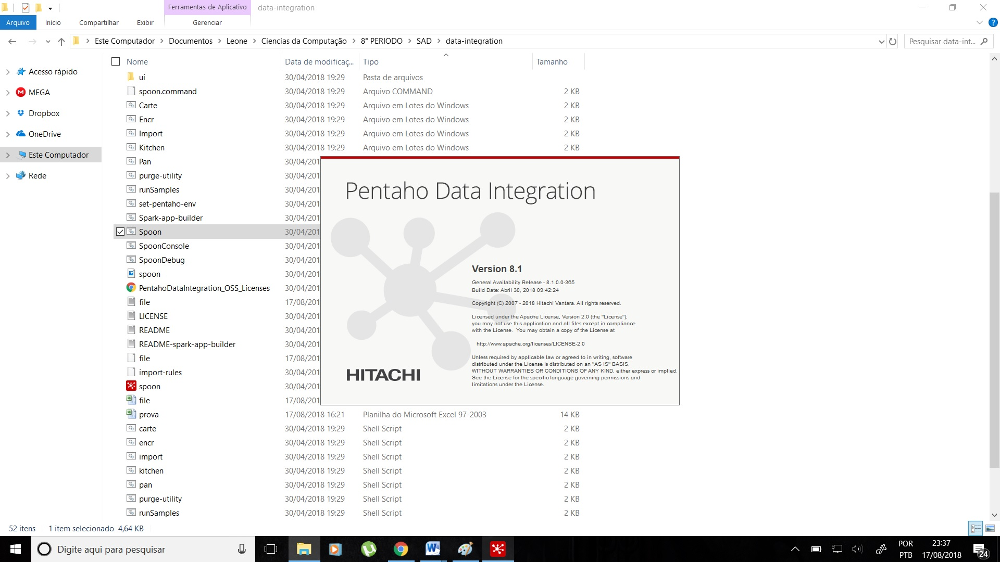 Ferramentas de Aplicativo
data-integration
Arquivo
Início
Compartilhar
Exibir
Gerenciar
?
Este Computador > Documentos > Leone > Ciencias da Computação > 8° PERIODO > SAD > data-integration
Pesquisar data-int...
Nome
Data de modificaç...
Tipo
Tamanho
Acesso rápido
MEGA
Dropbox
OneDrive
Este Computador
Rede
ui 30/04/2018 19:29 Pasta de arquivos
spoon.command 30/04/2018 19:29 Arquivo COMMAND 2 KB
Carte 30/04/2018 19:29 Arquivo em Lotes do Windows 2 KB
Encr 30/04/2018 19:29 Arquivo em Lotes do Windows 2 KB
Import 30/04/2018 19:29 Arquivo em Lotes do Windows 2 KB
Kitchen 30/04/2018 19:29 Arquivo em Lotes do Windows 2 KB
Pan 30/04/201
purge-utility 30/04/201
runSamples 30/04/201
set-pentaho-env 30/04/201
Spark-app-builder 30/04/201
Spoon 30/04/201
SpoonConsole 30/04/201
SpoonDebug 30/04/201
spoon 30/04/201
PentahoDataIntegration_OSS_Licenses 30/04/201
file 17/08/201
LICENSE 30/04/201
README 30/04/201
README-spark-app-builder 30/04/201
file 17/08/201
import-rules 30/04/201
spoon 30/04/201
file 17/08/201
prova 17/08/2018 16:21 Planilha do Microsoft Excel 97-2003 14 KB
carte 30/04/2018 19:29 Shell Script 2 KB
encr 30/04/2018 19:29 Shell Script 2 KB
import 30/04/2018 19:29 Shell Script 2 KB
kitchen 30/04/2018 19:29 Shell Script 2 KB
pan 30/04/2018 19:29 Shell Script 2 KB
purge-utility 30/04/2018 19:29 Shell Script 2 KB
runSamples 30/04/2018 19:29 Shell Script 2 KB
Pentaho Data Integration
Version 8.1
General Availability Release - 8.1.0.0-365
Build Date: Abril 30, 2018 09:42:24
Copyright (C) 2007 - 2018 Hitachi Vantara. All rights reserved.
Licensed under the Apache License, Version 2.0 (the "License");
you may not use this application and all files except in compliance
with the License. You may obtain a copy of the License at
http://www.apache.org/licenses/LICENSE-2.0
Unless required by applicable law or agreed to in writing, software
distributed under the License is distributed on an "AS IS" BASIS,
WITHOUT WARRANTIES OR CONDITIONS OF ANY KIND, either express or implied.
See the License for the specific language governing permissions and
limitations under the License.
HITACHI
52 itens
1 item selecionado 4,64 KB
Digite aqui para pesquisar
POR
PTB
23:37
17/08/2018
24